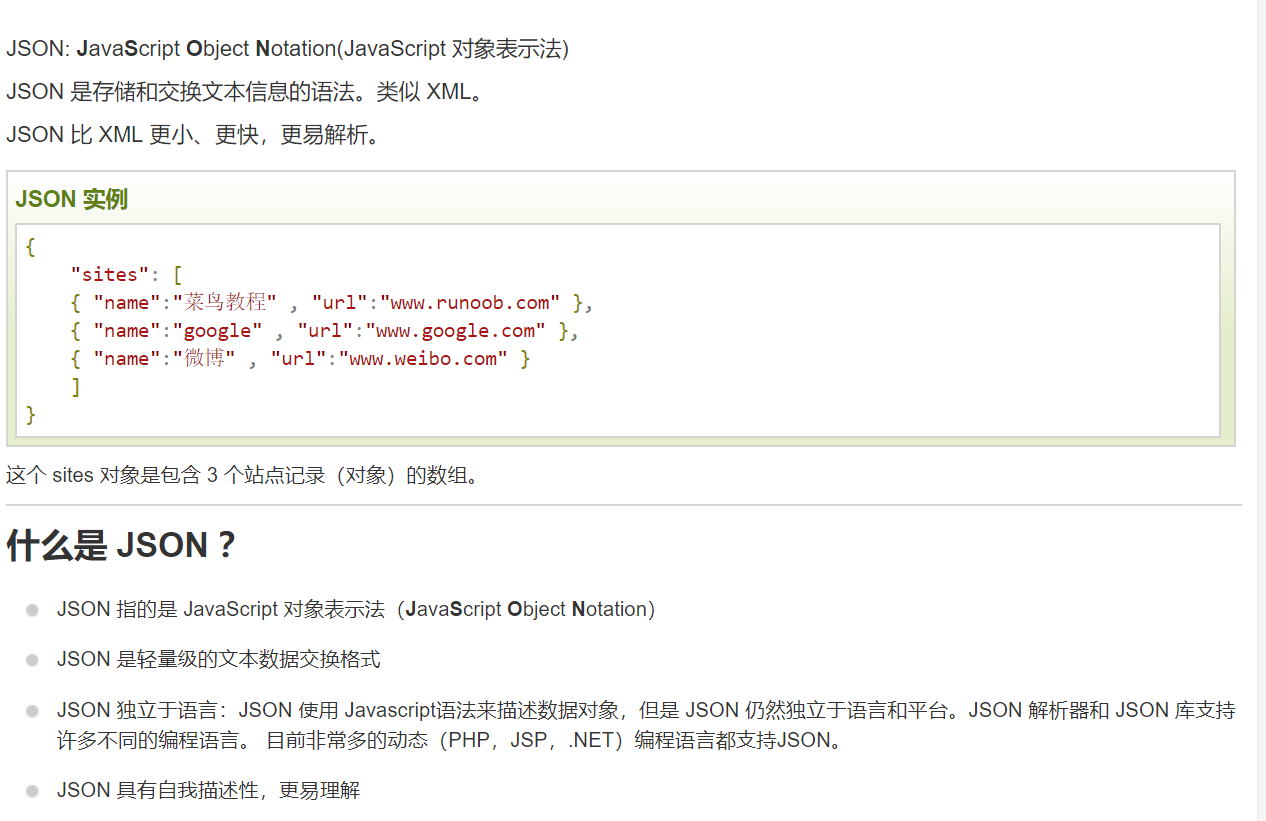 JSON: JavaScript Object Notation(JavaScript 对象表示法)
JSON 是存储和交换文本信息的语法。类似 XML。
JSON 比 XML 更小、更快，更易解析。
JSON 实例
{
    "sites": [
    { "name":"菜鸟教程" , "url":"www.runoob.com" },
    { "name":"google" , "url":"www.google.com" },
    { "name":"微博" , "url":"www.weibo.com" }
    ]
}
这个 sites 对象是包含 3 个站点记录（对象）的数组。
什么是 JSON ？
JSON 指的是 JavaScript 对象表示法（JavaScript Object Notation）
JSON 是轻量级的文本数据交换格式
JSON 独立于语言：JSON 使用 Javascript语法来描述数据对象，但是 JSON 仍然独立于语言和平台。JSON 解析器和 JSON 库支持
许多不同的编程语言。 目前非常多的动态（PHP，JSP，.NET）编程语言都支持JSON。
JSON 具有自我描述性，更易理解